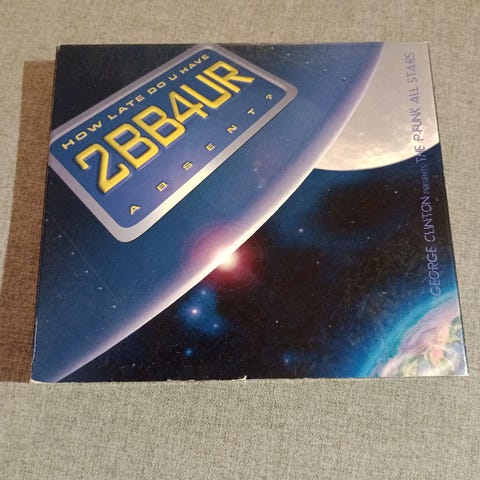 HOW LATE DO U HAVE
2BB4UR
ABSENT?
GEORGE CLINTON PRESENTS THE P.FUNK ALL STARS